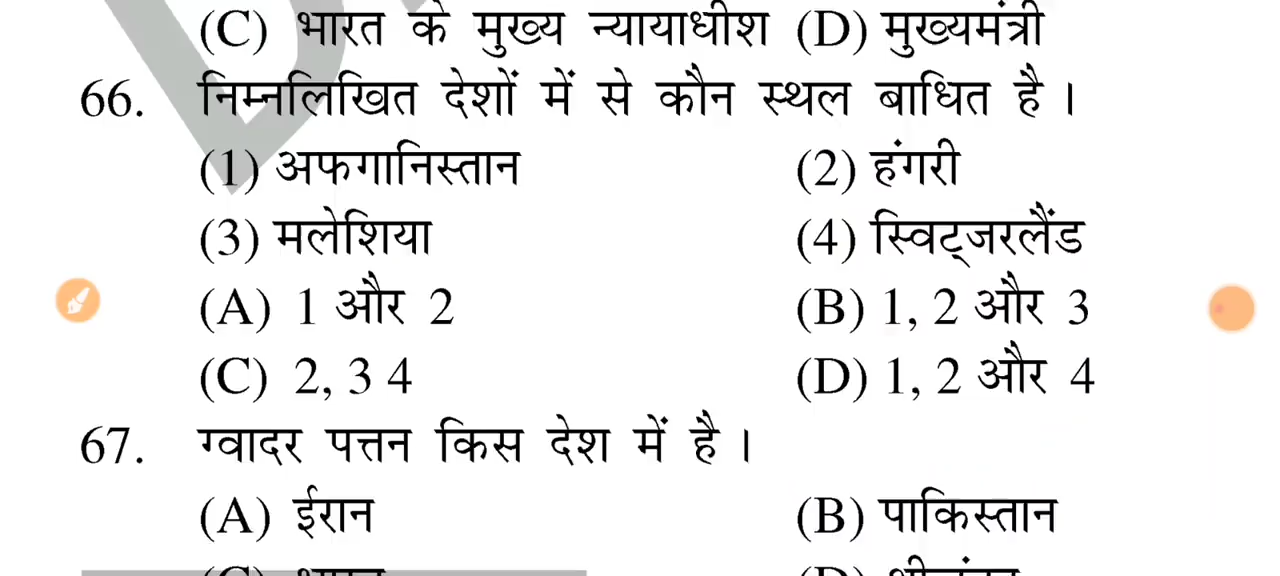 (C) भारत के मुख्य न्यायाधीश (D) मुख्यमंत्री
66. निम्नलिखित देशों में से कौन स्थल बाधित है।
(1) अफगानिस्तान (2) हंगरी
(3) मलेशिया (4) स्विट्जरलैंड
(A) 1 और 2 (B) 1, 2 और 3
(C) 2, 3 4 (D) 1, 2 और 4
67. ग्वादर पत्तन किस देश में है।
(A) ईरान (B) पाकिस्तान